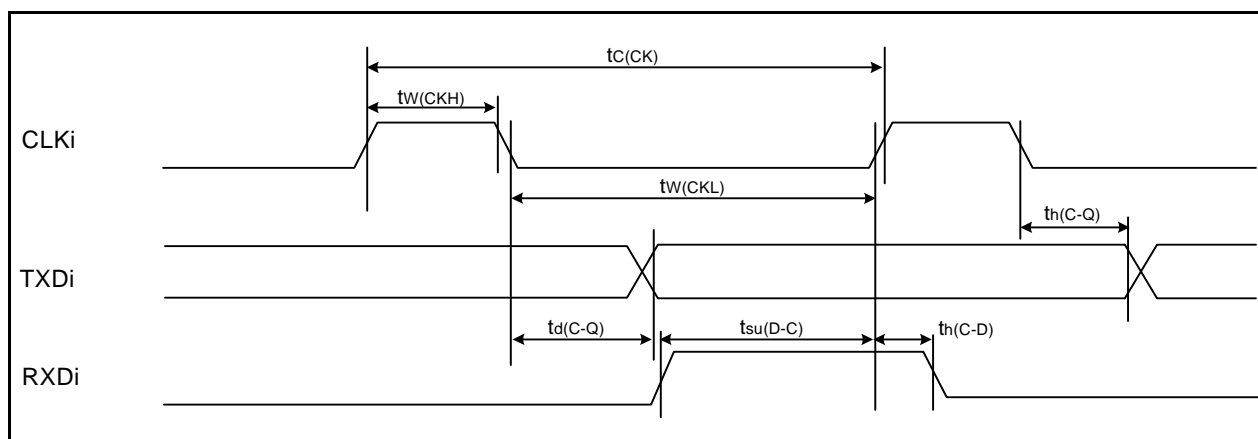 tC(CK)
tW(CKH)
CLKi
tW(CKL)
th(C-Q)
TXDi
td(C-Q)
tsu(D-C)
th(C-D)
RXDi